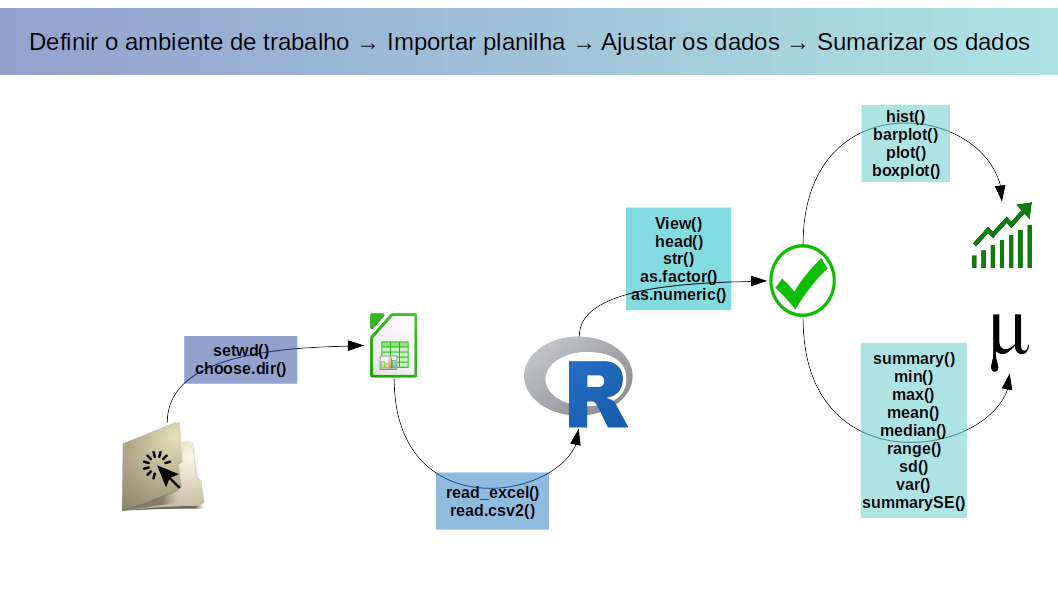 Definir o ambiente de trabalho → Importar planilha → Ajustar os dados → Sumarizar os dados
setwd()
choose.dir()
read_excel()
read.csv2()
R
View()
head()
str()
as.factor()
as.numeric()
hist()
barplot()
plot()
boxplot()
μ
summary()
min()
max()
mean()
median()
range()
sd()
var()
summarySE()